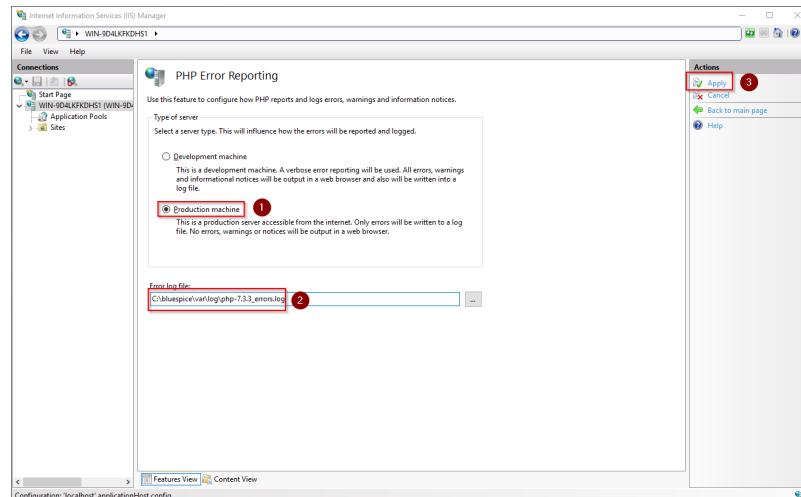 Internet Information Services (IIS) Manager
WIN-9D4LKFKDHS1
File View Help
Connections
Start Page
WIN-9D4LKFKDHS1 (WIN-9D4
Application Pools
Sites
PHP Error Reporting
Use this feature to configure how PHP reports and logs errors, warnings and information notices.
Type of server
Select a server type. This will influence how the errors will be reported and logged.
Development machine
This is a development machine. A verbose error reporting will be used. All errors, warnings
and informational notices will be output in a web browser and also will be written into a
log file.
Production machine
1
This is a production server accessible from the internet. Only errors will be written to a log
file. No errors, warnings or notices will be output in a web browser.
Error log file:
C:\bluespice\var\log\php-7.3.3_errors.log
2
...
Actions
Apply
3
Cancel
Back to main page
Help
Features View Content View
Configuration: 'localhost' applicationHost.config